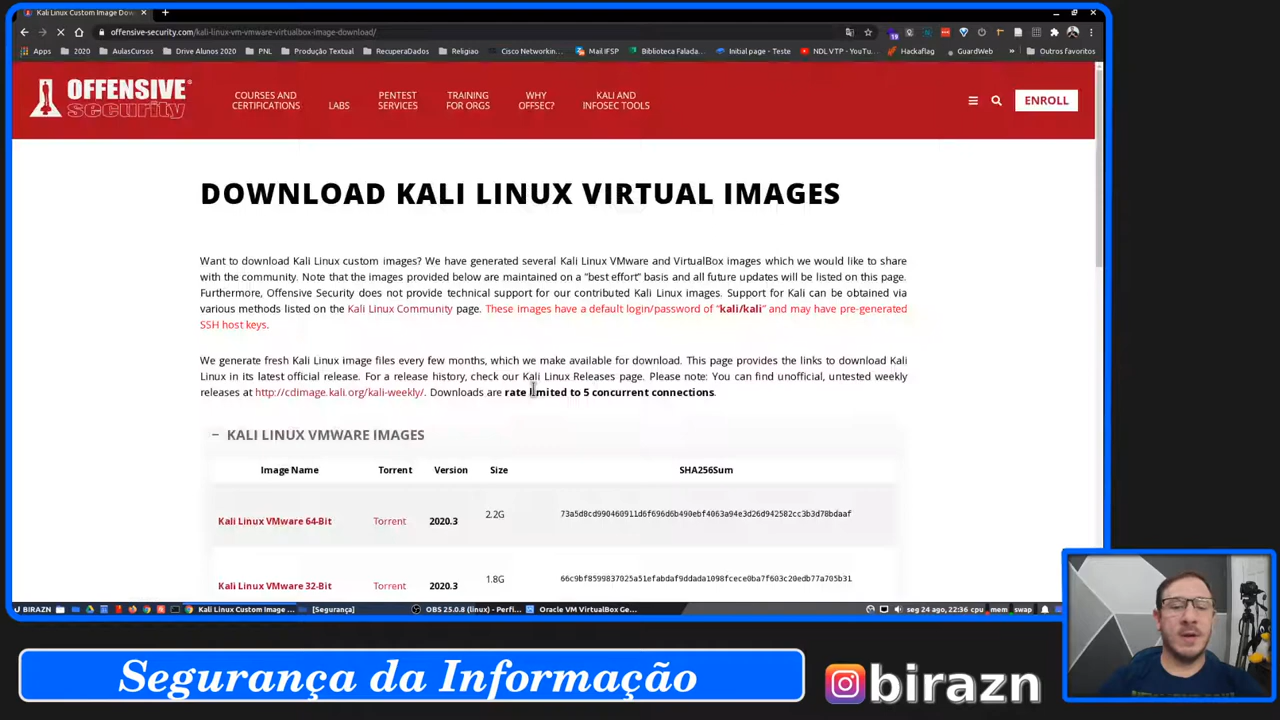 Kali Linux Custom Image Dow
offensive-security.com/kali-linux-vm-vmware-virtualbox-image-download/
Apps 2020 AulasCursos Drive Alunos 2020 PNL Produção Textual RecuperaDados Religiao Cisco Networkin... Mail IFSP Biblioteca Falada... Initial page - Teste NDL VTP - YouTu... Hackaflag GuardWeb » Outros favoritos
OFFENSIVE
security
COURSES AND
CERTIFICATIONS
LABS
PENTEST
SERVICES
TRAINING
FOR ORGS
WHY
OFFSEC?
KALI AND
INFOSEC TOOLS
ENROLL
DOWNLOAD KALI LINUX VIRTUAL IMAGES
Want to download Kali Linux custom images? We have generated several Kali Linux VMware and VirtualBox images which we would like to share
with the community. Note that the images provided below are maintained on a "best effort" basis and all future updates will be listed on this page.
Furthermore, Offensive Security does not provide technical support for our contributed Kali Linux images. Support for Kali can be obtained via
various methods listed on the Kali Linux Community page. These images have a default login/password of "kali/kali" and may have pre-generated
SSH host keys.
We generate fresh Kali Linux image files every few months, which we make available for download. This page provides the links to download Kali
Linux in its latest official release. For a release history, check our Kali Linux Releases page. Please note: You can find unofficial, untested weekly
releases at http://cdimage.kali.org/kali-weekly/. Downloads are rate limited to 5 concurrent connections.
− KALI LINUX VMWARE IMAGES
Image Name Torrent Version Size SHA256Sum
Kali Linux VMware 64-Bit Torrent 2020.3 2.2G 73a5d8cd990460911d6f696d6b490ebf4063a94e3d26d942582cc3b3d78bdaaf
Kali Linux VMware 32-Bit Torrent 2020.3 1.8G 66c9bf8599837025a51efabdaf9ddada1098fcece0ba7f603c20edb77a705b31
BIRAZN Kali Linux Custom Image ... [Segurança] OBS 25.0.8 (linux) - Perfi... Oracle VM VirtualBox Ge... seg 24 ago, 22:36 cpu mem swap
Segurança da Informação
birazn